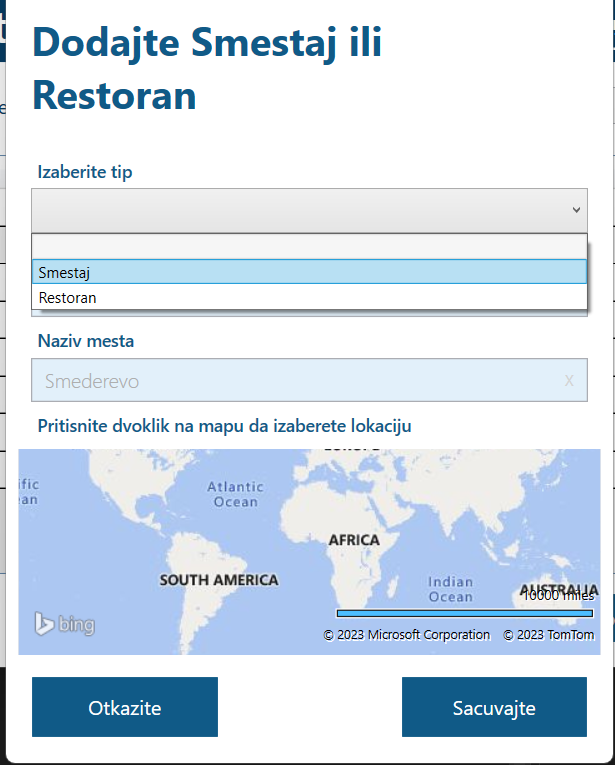 Dodajte Smestaj ili
Restoran
Izaberite tip
Smestaj
Restoran
Naziv mesta
Smederevo x
Pritisnite dvoklik na mapu da izaberete lokaciju
Atlantic
Ocean
AFRICA
SOUTH AMERICA
Indian
Ocean
AUSTRALIA
10000 miles
bing
© 2023 Microsoft Corporation © 2023 TomTom
Otkazite
Sacuvajte